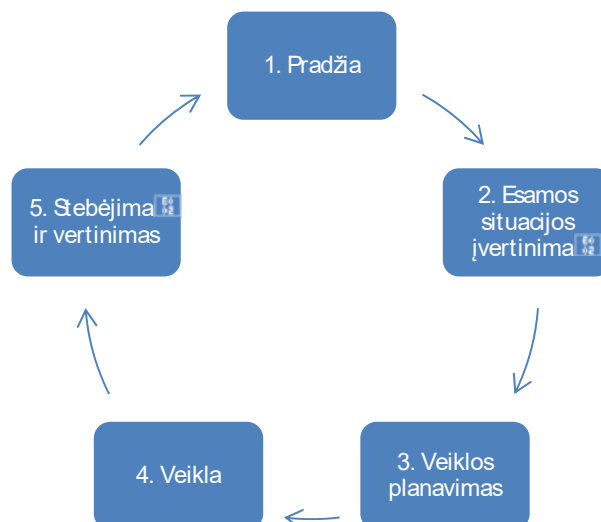 1. Pradžia
2. Esamos
situacijos
įvertinima
3. Veiklos
planavimas
4. Veikla
5. Stebėjima
ir vertinimas